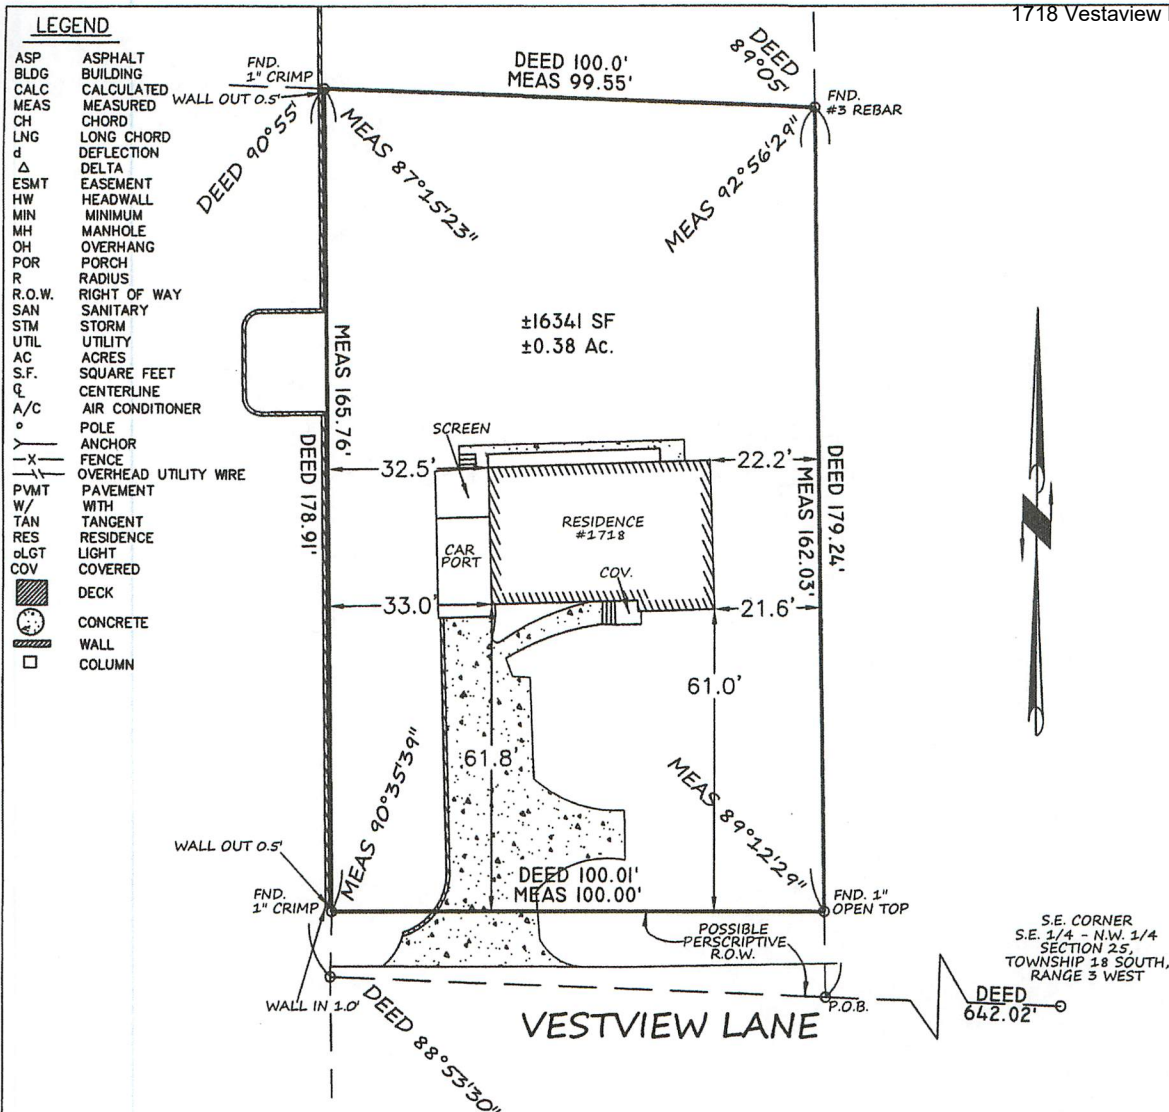 1718 Vestaview
LEGEND
ASP ASPHALT
BLDG BUILDING
CALC CALCULATED
MEAS MEASURED
CH CHORD
LNG LONG CHORD
d DEFLECTION
Δ DELTA
ESMT EASEMENT
HW HEADWALL
MIN MINIMUM
MH MANHOLE
OH OVERHANG
POR PORCH
R RADIUS
R.O.W. RIGHT OF WAY
SAN SANITARY
STM STORM
UTIL UTILITY
AC ACRES
S.F. SQUARE FEET
℄ CENTERLINE
A/C AIR CONDITIONER
POLE
ANCHOR
-X- FENCE
OVERHEAD UTILITY WIRE
PVMT PAVEMENT
W/ WITH
TAN TANGENT
RES RESIDENCE
oLGT LIGHT
COV COVERED
DECK
CONCRETE
WALL
COLUMN
FND.
1" CRIMP
WALL OUT 0.5'
DEED 90°55'
MEAS 87°15'23"
DEED 100.0'
MEAS 99.55'
DEED
89°05'
FND.
#3 REBAR
MEAS 92°56'29"
±16341 SF
±0.38 Ac.
MEAS 165.76'
DEED 178.91'
SCREEN
32.5'
22.2'
DEED 179.24'
MEAS 162.03'
RESIDENCE
#1718
CAR
PORT
COV.
33.0'
21.6'
61.0'
61.8'
MEAS 90°35'39"
MEAS 89°12'29"
WALL OUT 0.5'
FND.
1" CRIMP
DEED 100.01'
MEAS 100.00'
FND. 1"
OPEN TOP
POSSIBLE
PERSCRIPTIVE
R.O.W.
S.E. CORNER
S.E. 1/4 - N.W. 1/4
SECTION 25,
TOWNSHIP 18 SOUTH,
RANGE 3 WEST
WALL IN 1.0'
DEED 88°53'30"
P.O.B.
DEED
642.02'
VESTVIEW LANE